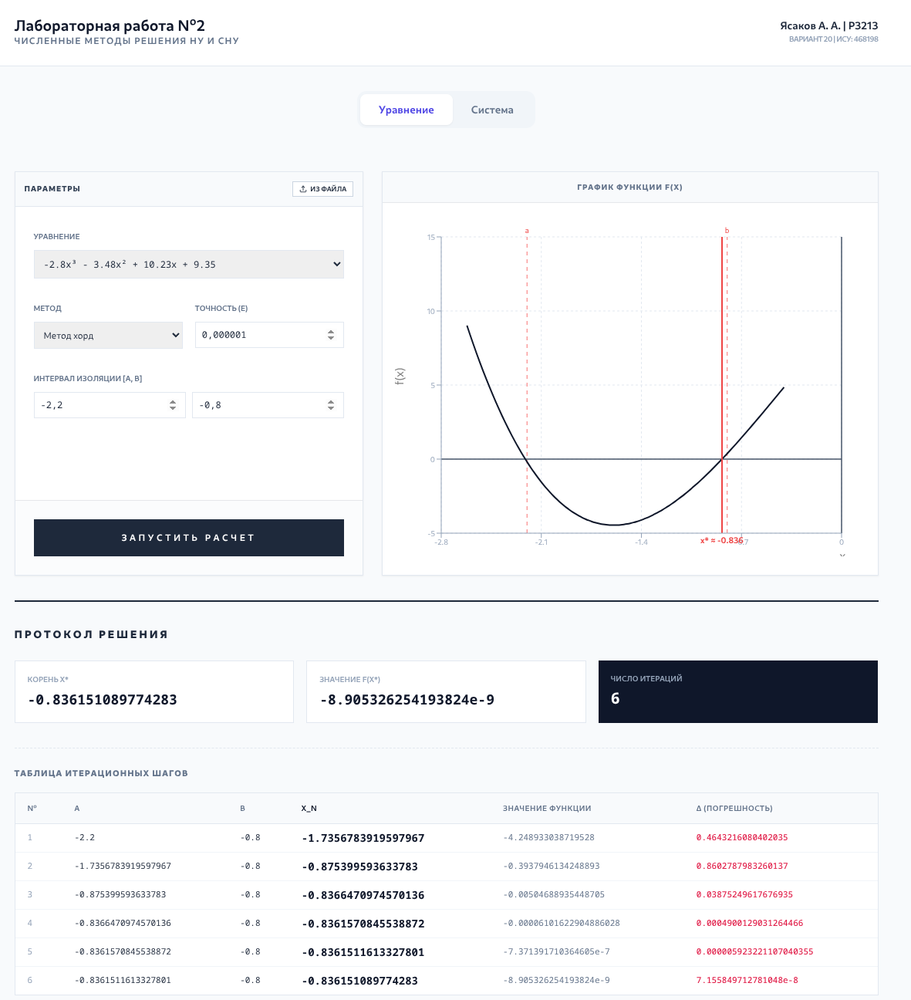 Лабораторная работа №2
ЧИСЛЕННЫЕ МЕТОДЫ РЕШЕНИЯ НУ И СНУ
Ясаков А. А. | P3213
ВАРИАНТ 20 | ИСУ: 468198
Уравнение
Система
ПАРАМЕТРЫ
ИЗ ФАЙЛА
УРАВНЕНИЕ
-2.8x³ - 3.48x² + 10.23x + 9.35
МЕТОД
ТОЧНОСТЬ (E)
Метод хорд
0,000001
ИНТЕРВАЛ ИЗОЛЯЦИИ [A, B]
-2,2
-0,8
ЗАПУСТИТЬ РАСЧЕТ
ГРАФИК ФУНКЦИИ F(X)
a
b
15
10
5
0
-5
f(x)
-2.8
-2.1
-1.4
x* ≈ -0.836
0
ПРОТОКОЛ РЕШЕНИЯ
КОРЕНЬ X*
-0.836151089774283
ЗНАЧЕНИЕ F(X*)
-8.905326254193824e-9
ЧИСЛО ИТЕРАЦИЙ
6
ТАБЛИЦА ИТЕРАЦИОННЫХ ШАГОВ
№ A B X_N ЗНАЧЕНИЕ ФУНКЦИИ Δ (ПОГРЕШНОСТЬ)
1 -2.2 -0.8 -1.7356783919597967 -4.248933038719528 0.4643216080402035
2 -1.7356783919597967 -0.8 -0.875399593633783 -0.3937946134248893 0.8602787983260137
3 -0.875399593633783 -0.8 -0.8366470974570136 -0.00504688935448705 0.03875249617676935
4 -0.8366470974570136 -0.8 -0.8361570845538872 -0.00006101622904886028 0.0004900129031264466
5 -0.8361570845538872 -0.8 -0.8361511613327801 -7.371391710364605e-7 0.000005923221107040355
6 -0.8361511613327801 -0.8 -0.836151089774283 -8.905326254193824e-9 7.155849712781048e-8